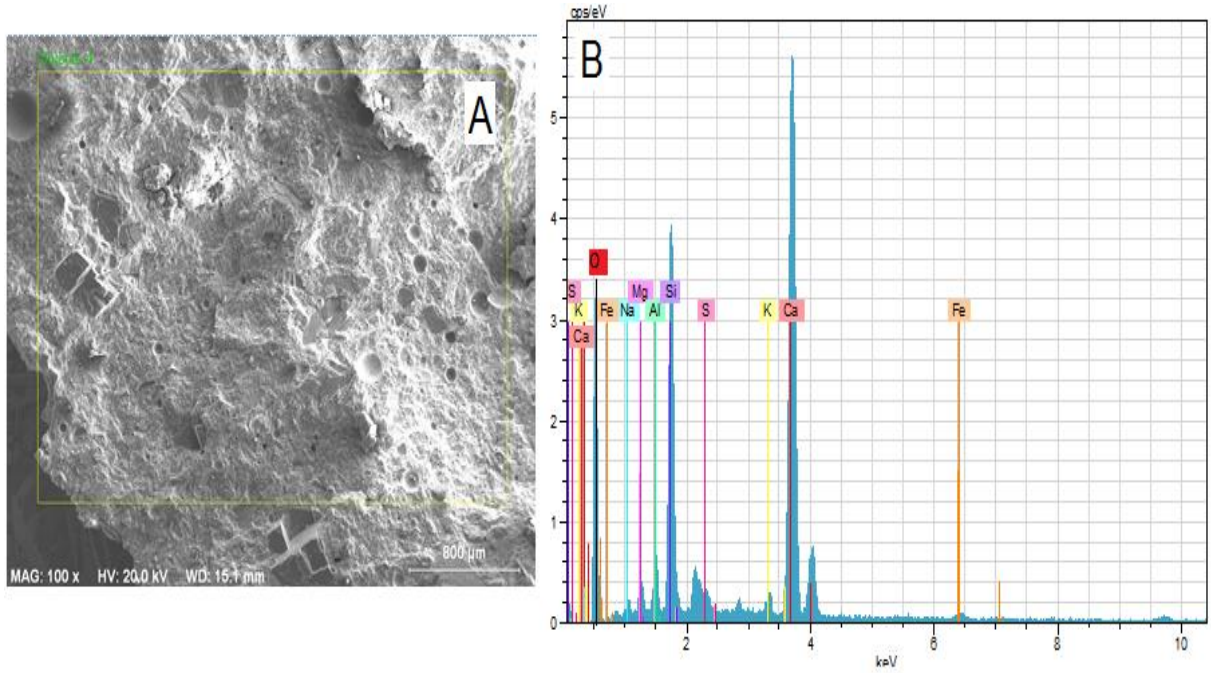 A
800 µm
MAG: 100 x HV: 20.0 kV WD: 15.1 mm
cps/eV
B
5
4
3
2
1
0
O
S Mg Si
K Fe Na Al S K Ca Fe
Ca
2 4 6 8 10
keV